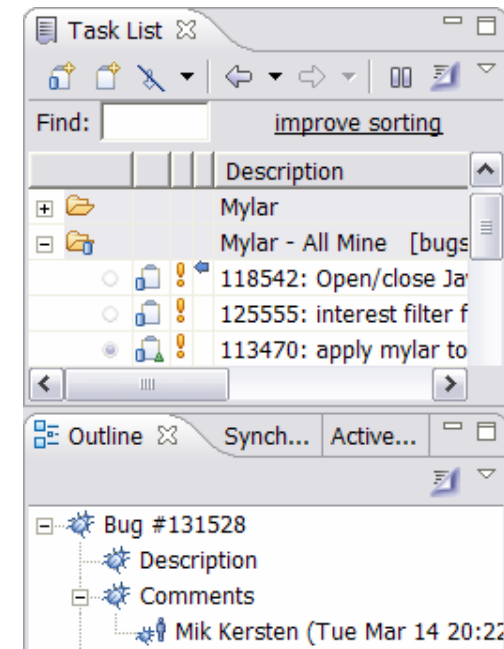 Task List
Find: improve sorting
Description
Mylar
Mylar - All Mine [bugs
118542: Open/close Ja
125555: interest filter f
113470: apply mylar to
Outline Synch... Active...
Bug #131528
Description
Comments
Mik Kersten (Tue Mar 14 20:22